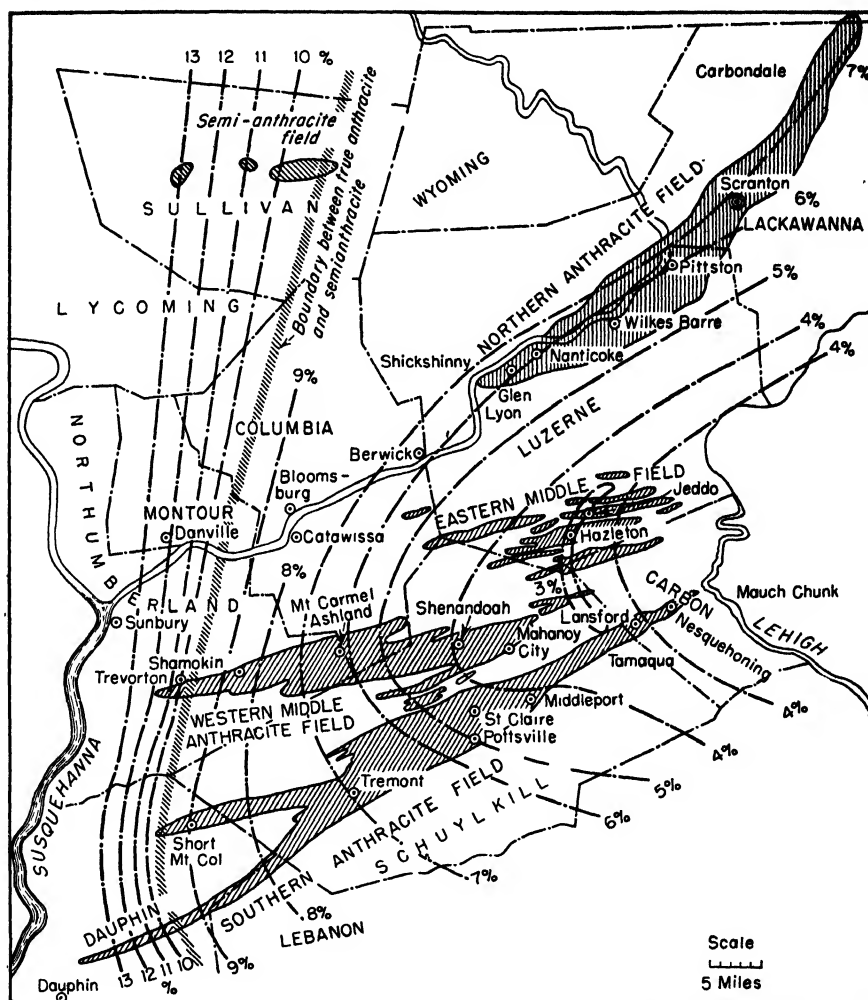 13 12 11 10 %
Semi-anthracite
field
Boundary between true anthracite
and semianthracite
Carbondale
7%
WYOMING
NORTHERN ANTHRACITE FIELD
Scranton
6%
LACKAWANNA
SULLIVAN
Pittston
5%
LYCOMING
Wilkes Barre
4%
Shickshinny
Nanticoke
4%
Glen
Lyon
9%
COLUMBIA
LUZERNE
NORTHUMBERLAND
Berwick
Blooms-
burg
EASTERN MIDDLE FIELD
Jeddo
MONTOUR
Danville
Catawissa
Hazleton
8%
3%
CARBON
Mauch Chunk
Mt Carmel
Ashland
Shenandoah
Lansford
Nesquehoning
LEHIGH
Sunbury
Mahanoy
City
Tamaqua
Shamokin
Trevorton
WESTERN MIDDLE
ANTHRACITE FIELD
Middleport
4%
St Claire
Pottsville
4%
Tremont
5%
SUSQUEHANNA
6%
Short
Mt. Col
SOUTHERN ANTHRACITE FIELD
SCHUYLKILL
7%
DAUPHIN
8%
LEBANON
9%
13 12 11 10
%
Dauphin
Scale
5 Miles